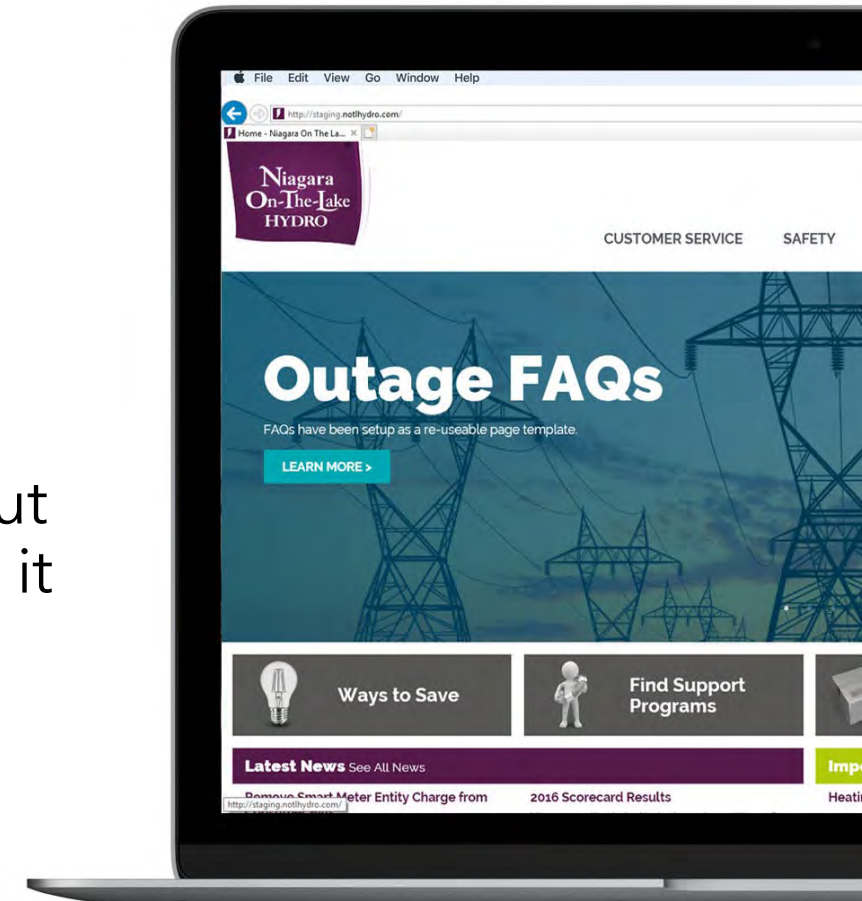 File Edit View Go Window Help
http://staging.notlhydro.com/
Home - Niagara On The La...
Niagara
On-The-Lake
HYDRO
CUSTOMER SERVICE SAFETY
Outage FAQs
FAQs have been setup as a re-useable page template.
LEARN MORE >
ut
it
Ways to Save
Find Support
Programs
Latest News See All News
Impo
Remove Smart Meter Entity Charge from
2016 Scorecard Results
Heatin
http://staging.notlhydro.com/